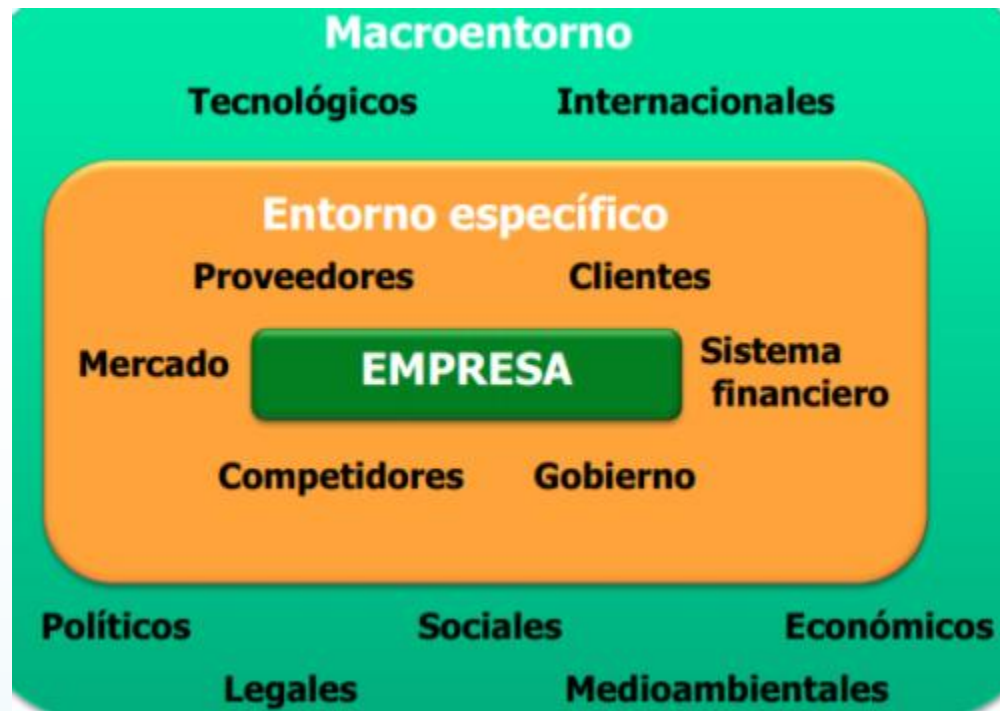 Macroentorno
Tecnológicos Internacionales
Entorno específico
Proveedores Clientes
Mercado EMPRESA Sistema
financiero
Competidores Gobierno
Políticos Sociales Económicos
Legales Medioambientales